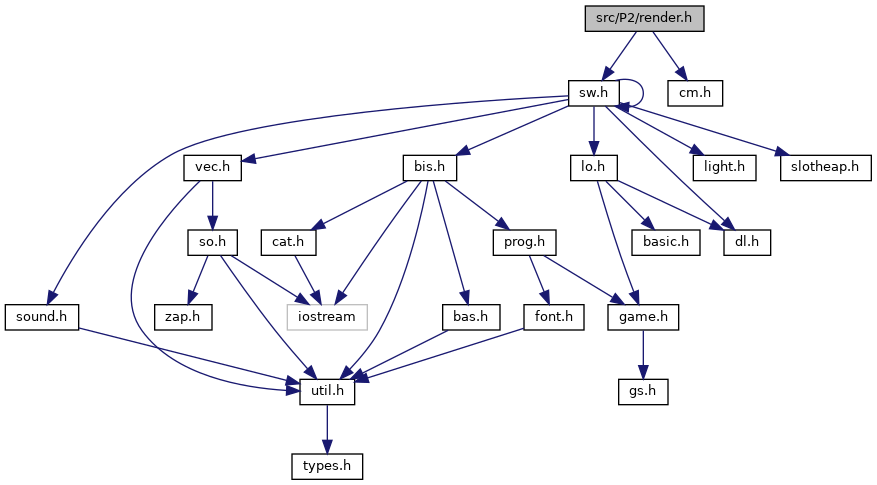 src/P2/render.h
sw.h
cm.h
vec.h
bis.h
lo.h
light.h
slotheap.h
so.h
cat.h
prog.h
basic.h
dl.h
sound.h
zap.h
iostream
bas.h
font.h
game.h
util.h
gs.h
types.h